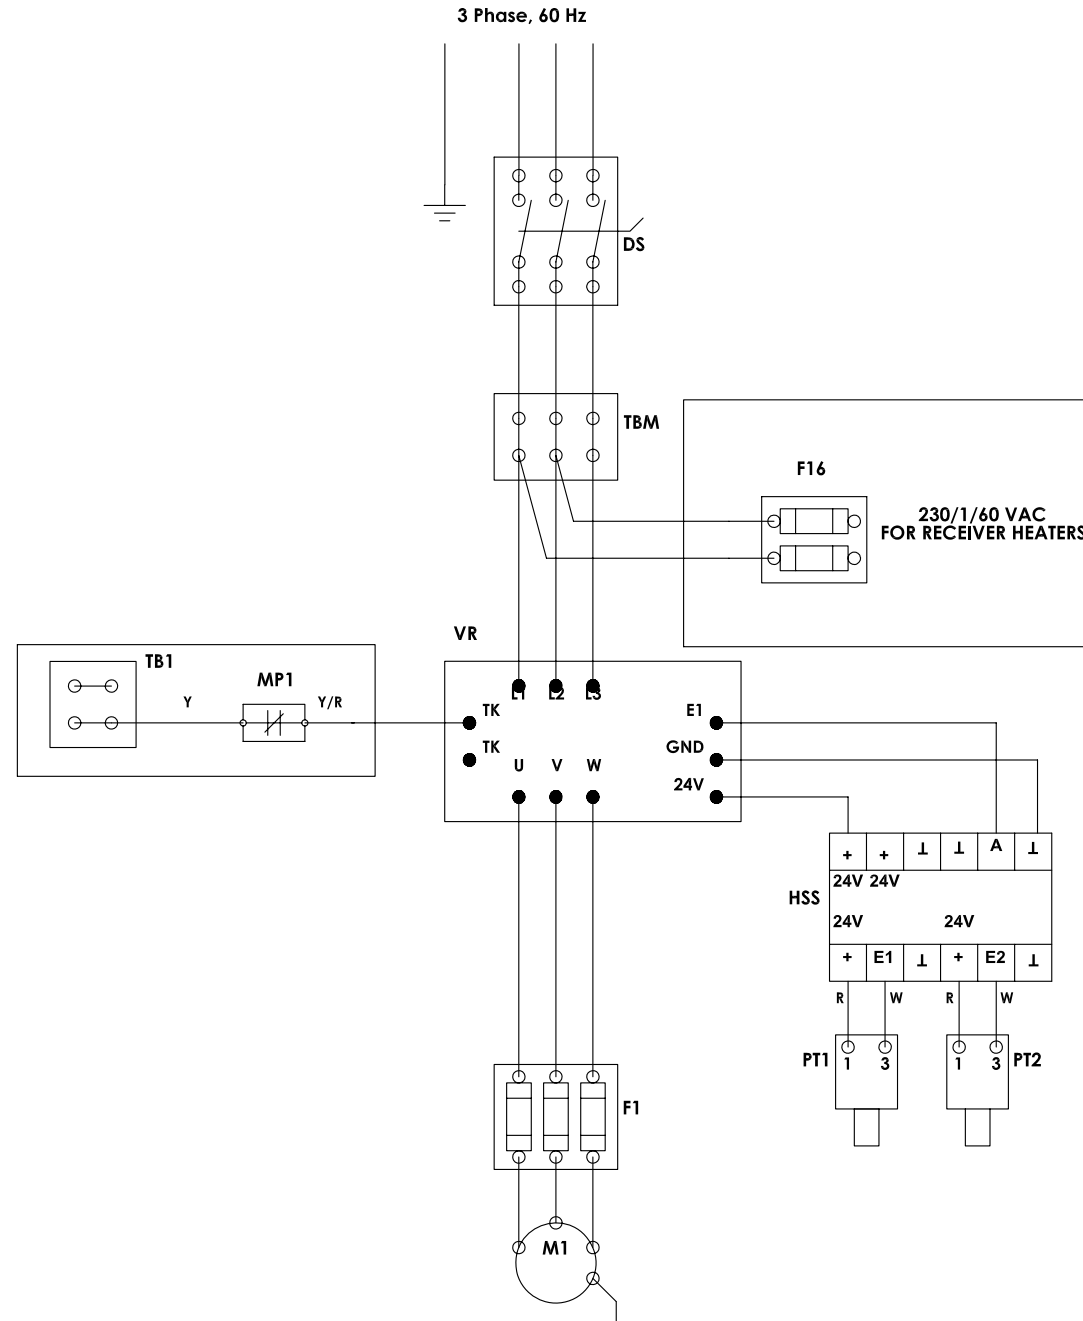 3 Phase, 60 Hz
DS
TBM
F16
230/1/60 VAC
FOR RECEIVER HEATERS
VR
TB1
MP1
Y
Y/R
L1 L2 L3
TK
TK
E1
GND
24V
U V W
+ + ⊥ ⊥ A ⊥
24V 24V
HSS
24V 24V
+ E1 ⊥ + E2 ⊥
R W R W
PT1 1 3 1 3 PT2
F1
M1